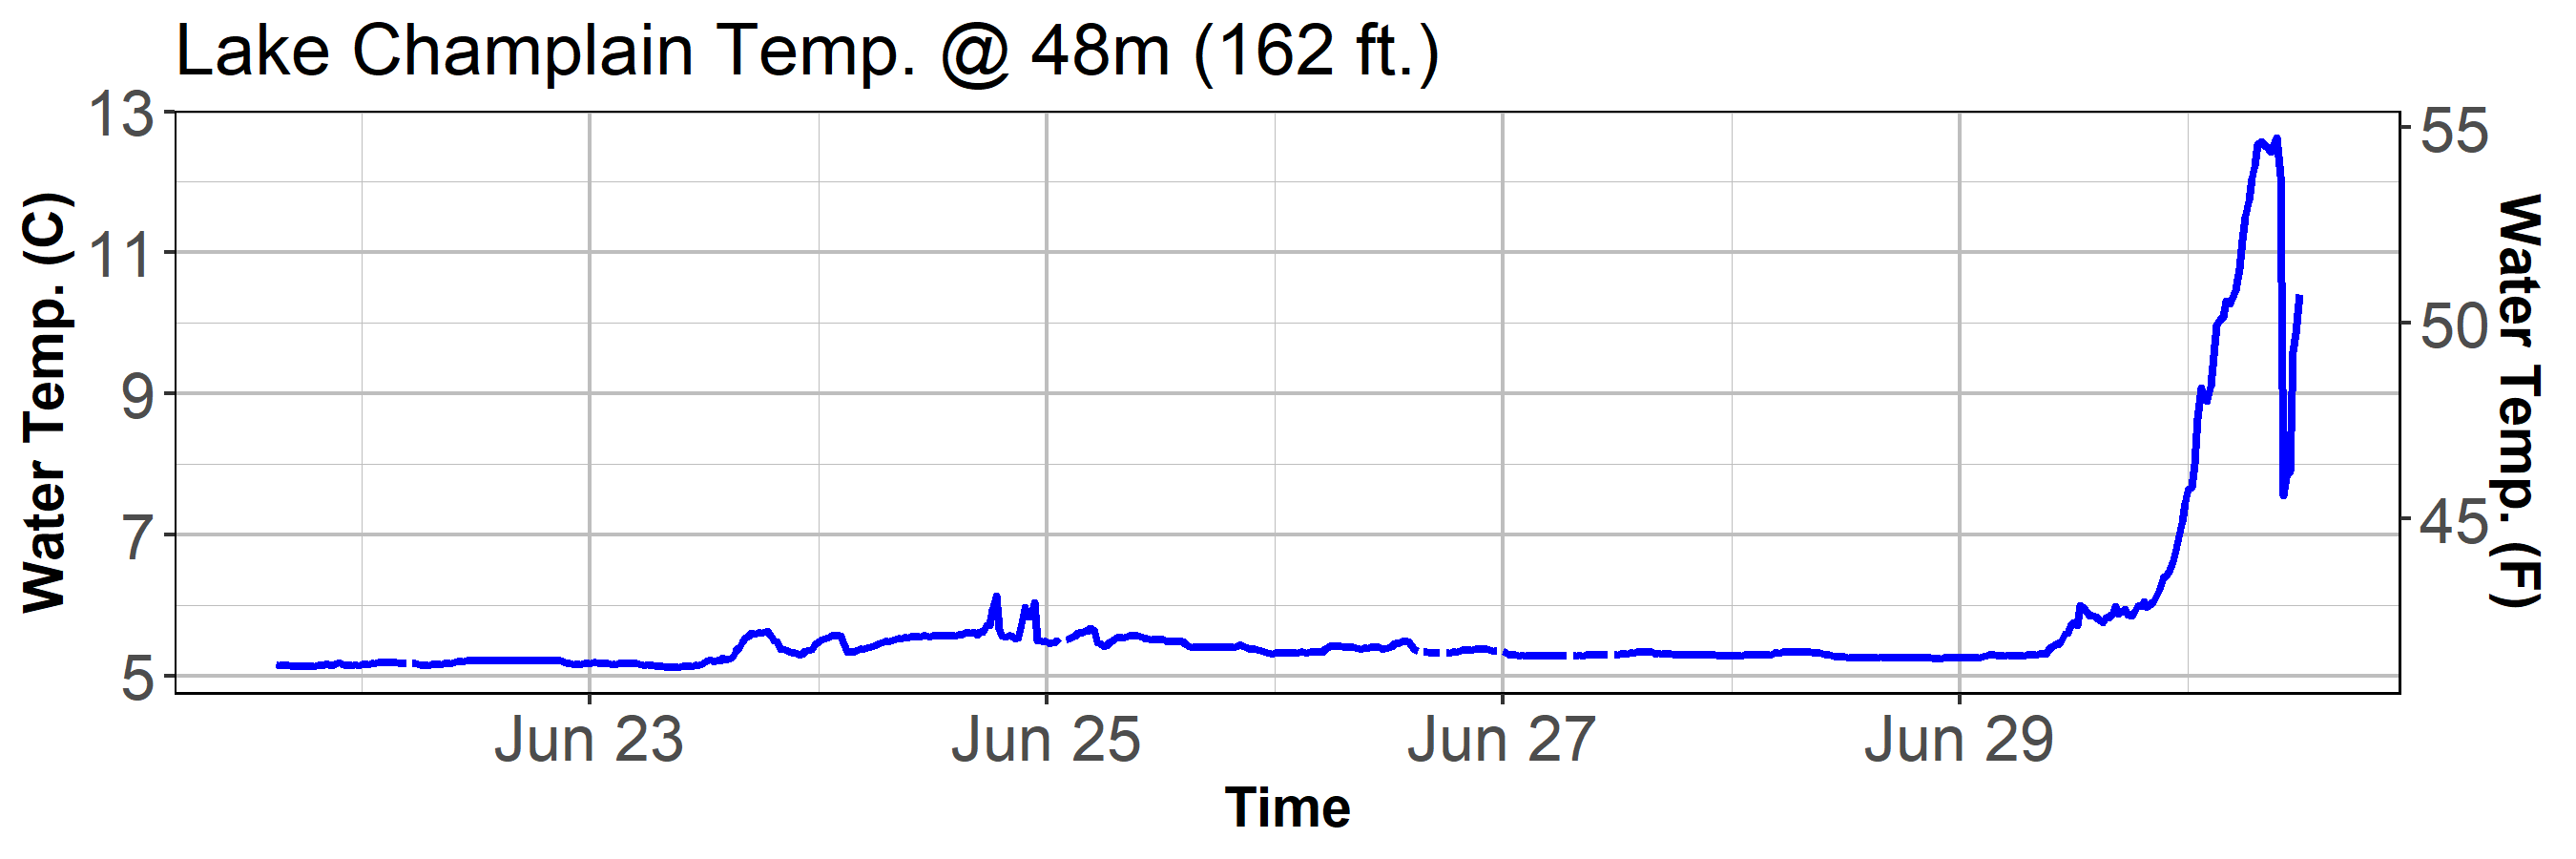 Lake Champlain Temp. @ 48m (162 ft.)
Water Temp. (C)
13
11
9
7
5
55
50
45
Water Temp. (F)
Jun 23
Jun 25
Jun 27
Jun 29
Time